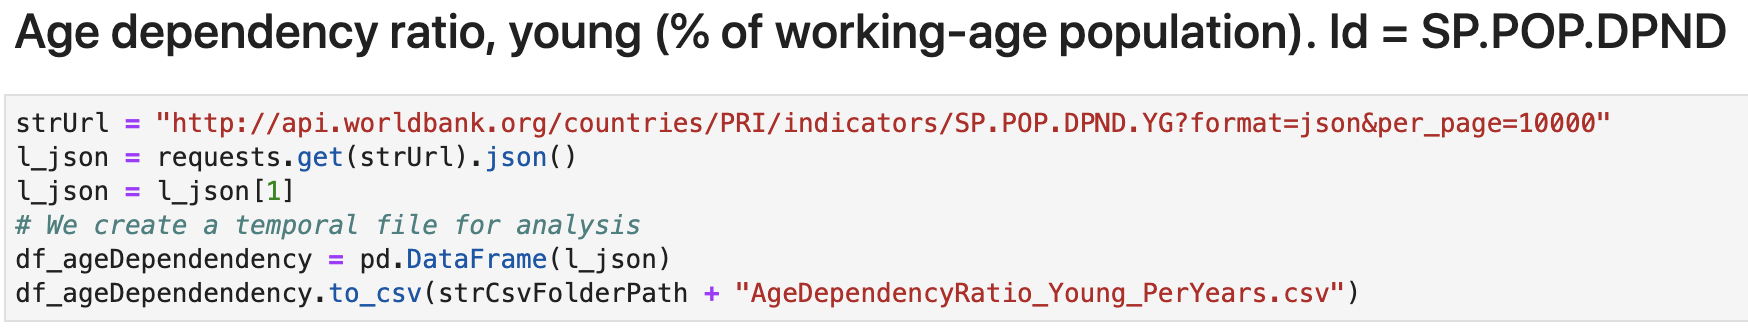 Age dependency ratio, young (% of working-age population). Id = SP.POP.DPND
strUrl = "http://api.worldbank.org/countries/PRI/indicators/SP.POP.DPND.YG?format=json&per_page=10000"
l_json = requests.get(strUrl).json()
l_json = l_json[1]
# We create a temporal file for analysis
df_ageDependendency = pd.DataFrame(l_json)
df_ageDependendency.to_csv(strCsvFolderPath + "AgeDependencyRatio_Young_PerYears.csv")